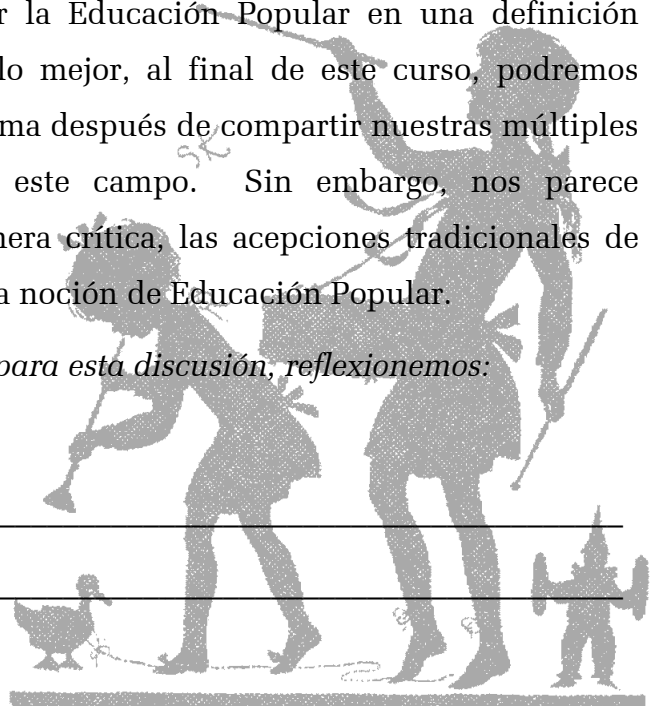 la Educación Popular en una definición
lo mejor, al final de este curso, podremos
después de compartir nuestras múltiples
este campo. Sin embargo, nos parece
crítica, las acepciones tradicionales de
noción de Educación Popular.
para esta discusión, reflexionemos: